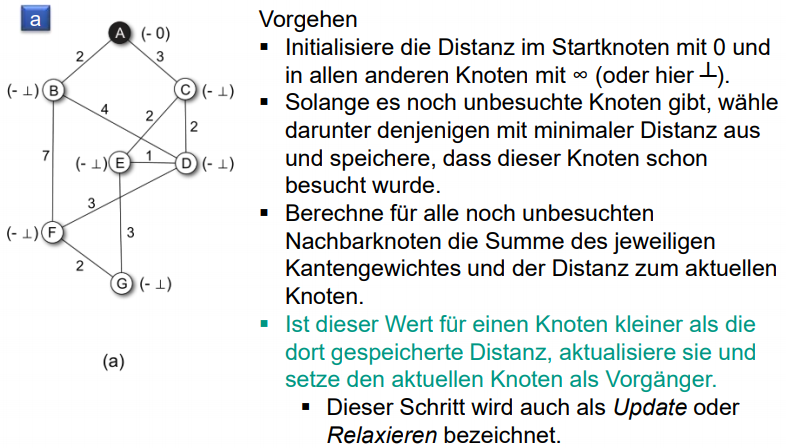 a
Vorgehen
▪ Initialisiere die Distanz im Startknoten mit 0 und
in allen anderen Knoten mit ∞ (oder hier ⊥).
▪ Solange es noch unbesuchte Knoten gibt, wähle
darunter denjenigen mit minimaler Distanz aus
und speichere, dass dieser Knoten schon
besucht wurde.
▪ Berechne für alle noch unbesuchten
Nachbarknoten die Summe des jeweiligen
Kantengewichtes und der Distanz zum aktuellen
Knoten.
▪ Ist dieser Wert für einen Knoten kleiner als die
dort gespeicherte Distanz, aktualisiere sie und
setze den aktuellen Knoten als Vorgänger.
▪ Dieser Schritt wird auch als Update oder
Relaxieren bezeichnet.
A (- 0)
2 3
(- ⊥) B C (- ⊥)
4 2 2
7 (- ⊥) E 1 D (- ⊥)
3
(- ⊥) F 3
2
G (- ⊥)
(a)